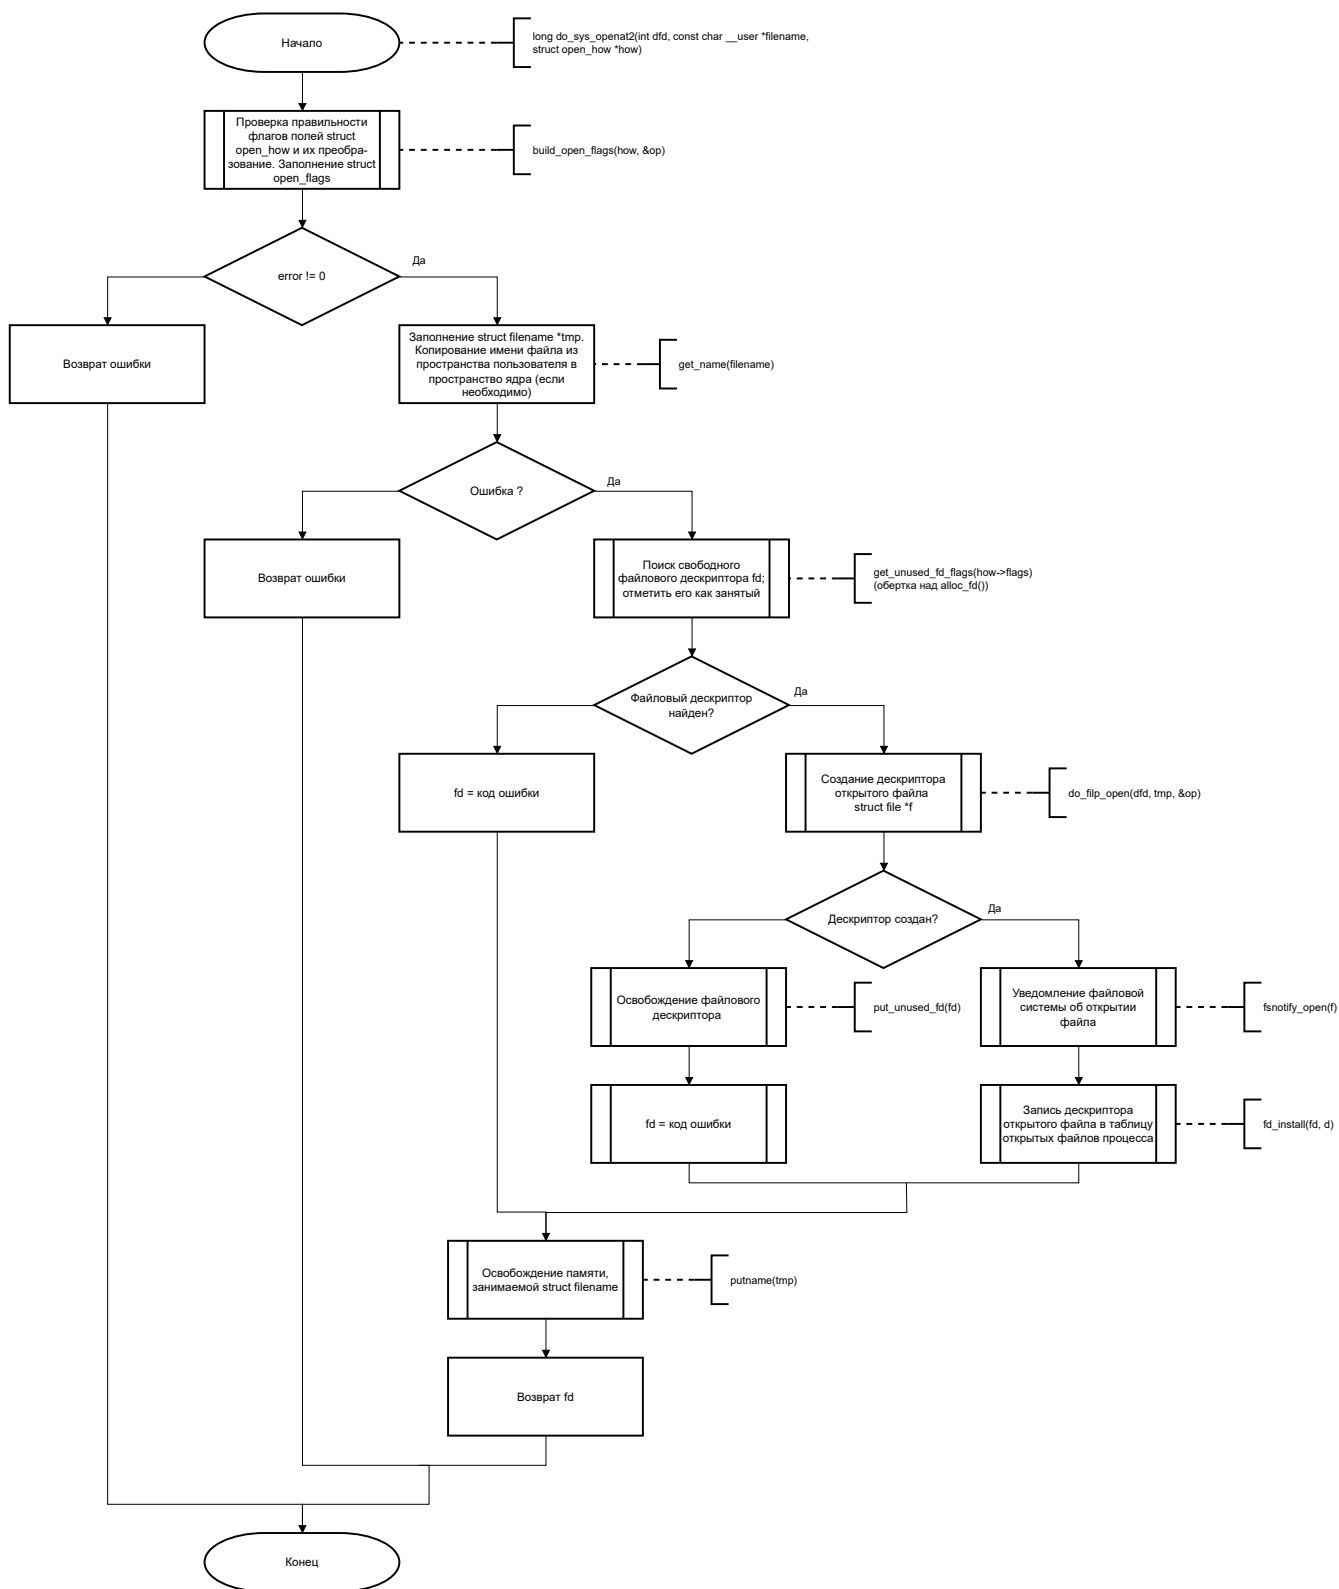 Начало
long do_sys_openat2(int dfd, const char __user *filename,
struct open_how *how)
Проверка правильности
флагов полей struct
open_how и их преобра-
зование. Заполнение struct
open_flags
build_open_flags(how, &op)
error != 0
Да
Возврат ошибки
Заполнение struct filename *tmp.
Копирование имени файла из
пространства пользователя в
пространство ядра (если
необходимо)
get_name(filename)
Ошибка ?
Да
Возврат ошибки
Поиск свободного
файлового дескриптора fd;
отметить его как занятый
get_unused_fd_flags(how->flags)
(обертка над alloc_fd())
Файловый дескриптор
найден?
Да
fd = код ошибки
Создание дескриптора
открытого файла
struct file *f
do_filp_open(dfd, tmp, &op)
Дескриптор создан?
Да
Освобождение файлового
дескриптора
put_unused_fd(fd)
Уведомление файловой
системы об открытии
файла
fsnotify_open(f)
fd = код ошибки
Запись дескриптора
открытого файла в таблицу
открытых файлов процесса
fd_install(fd, d)
Освобождение памяти,
занимаемой struct filename
putname(tmp)
Возврат fd
Конец